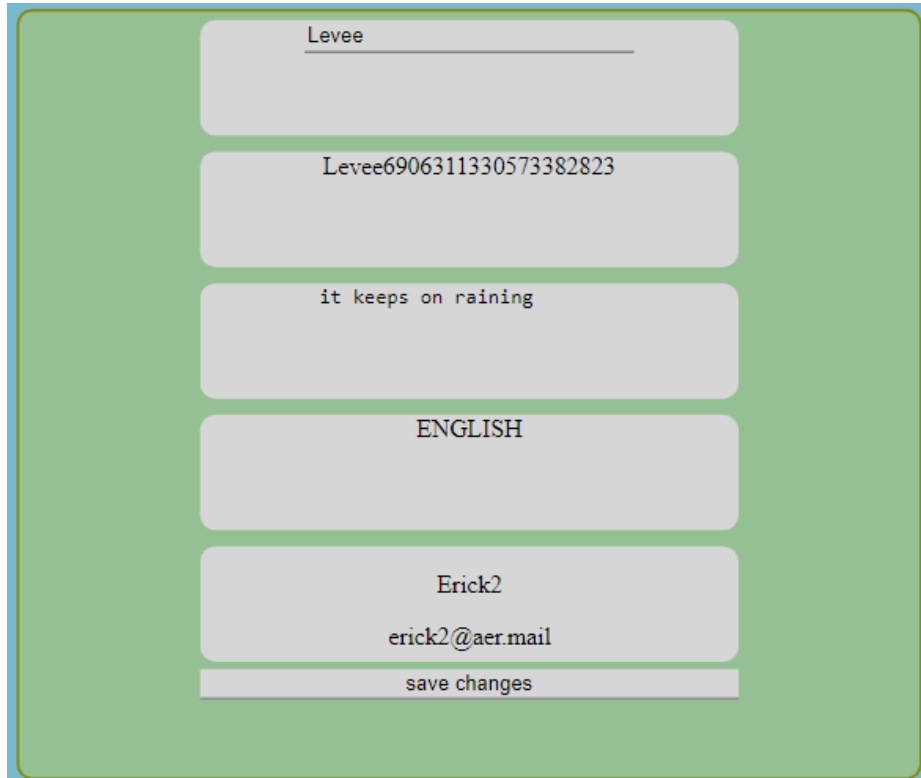 Levee
Levee6906311330573382823
it keeps on raining
ENGLISH
Erick2
erick2@aer.mail
save changes